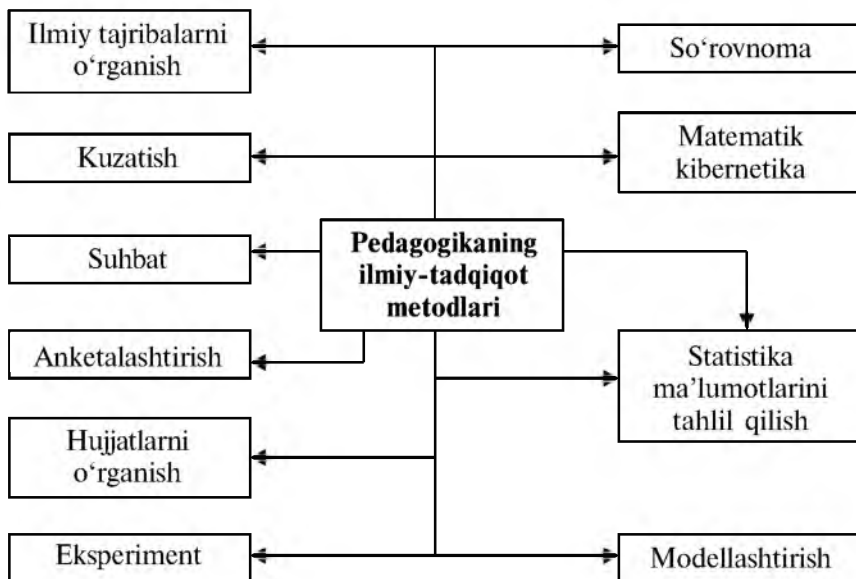 Ilmiy tajribalarni
o‘rganish
So‘rovnoma
Kuzatish
Matematik
kibernetika
Suhbat
Pedagogikaning
ilmiy-tadqiqot
metodlari
Anketalashtirish
Statistika
ma’lumotlarini
tahlil qilish
Hujjatlarni
o‘rganish
Eksperiment
Modellashtirish